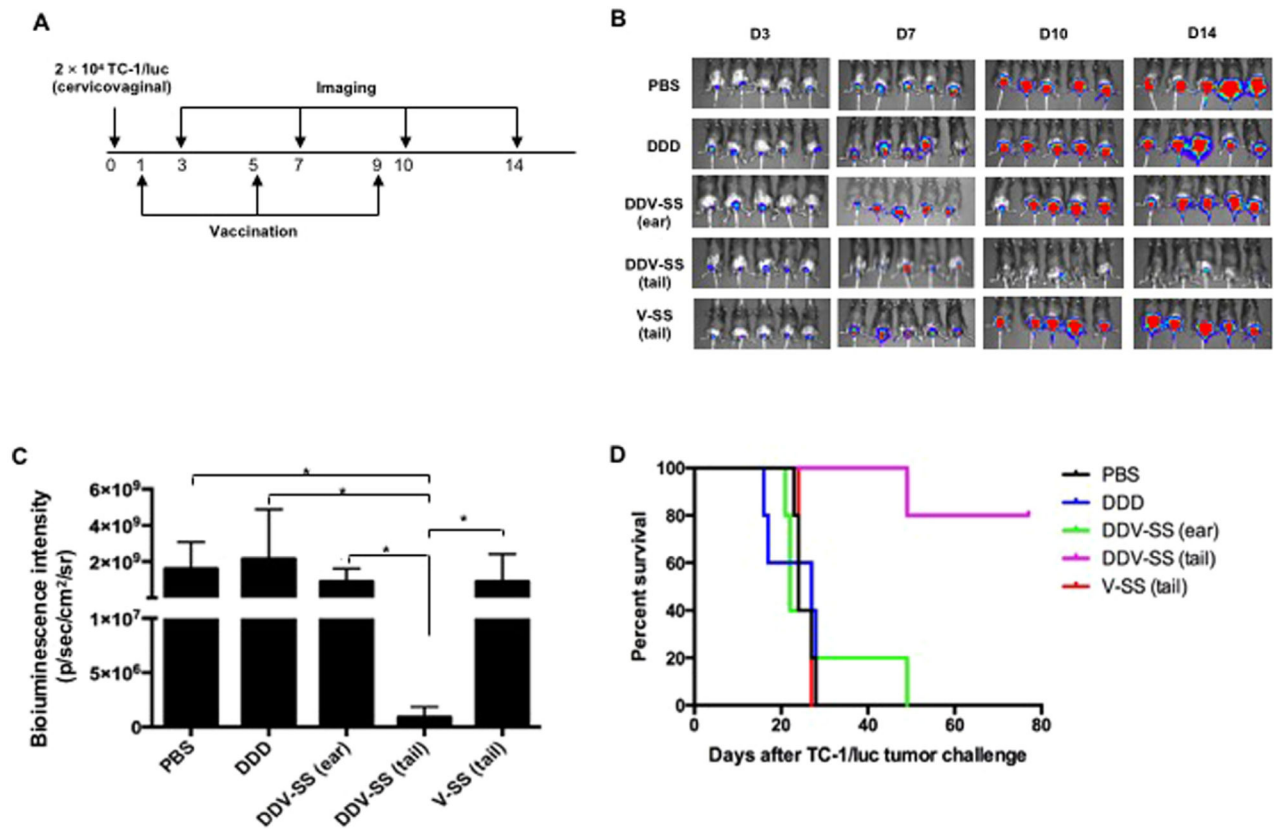 A
2 × 10⁴ TC-1/luc
(cervicovaginal)
Imaging
0 1 3 5 7 9 10 14
Vaccination
B
D3 D7 D10 D14
PBS
DDD
DDV-SS
(ear)
DDV-SS
(tail)
V-SS
(tail)
C
Bioiuminescence intensity
(p/sec/cm²/sr)
6×10⁹
4×10⁹
2×10⁹
1×10⁷
5×10⁶
0
* * * *
PBS DDD DDV-SS (ear) DDV-SS (tail) V-SS (tail)
D
Percent survival
100
80
60
40
20
0
0 20 40 60 80
Days after TC-1/luc tumor challenge
PBS
DDD
DDV-SS (ear)
DDV-SS (tail)
V-SS (tail)